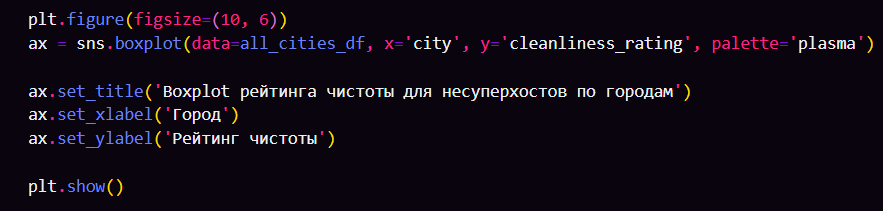 plt.figure(figsize=(10, 6))
ax = sns.boxplot(data=all_cities_df, x='city', y='cleanliness_rating', palette='plasma')
ax.set_title('Boxplot рейтинга чистоты для несуперхостов по городам')
ax.set_xlabel('Город')
ax.set_ylabel('Рейтинг чистоты')
plt.show()